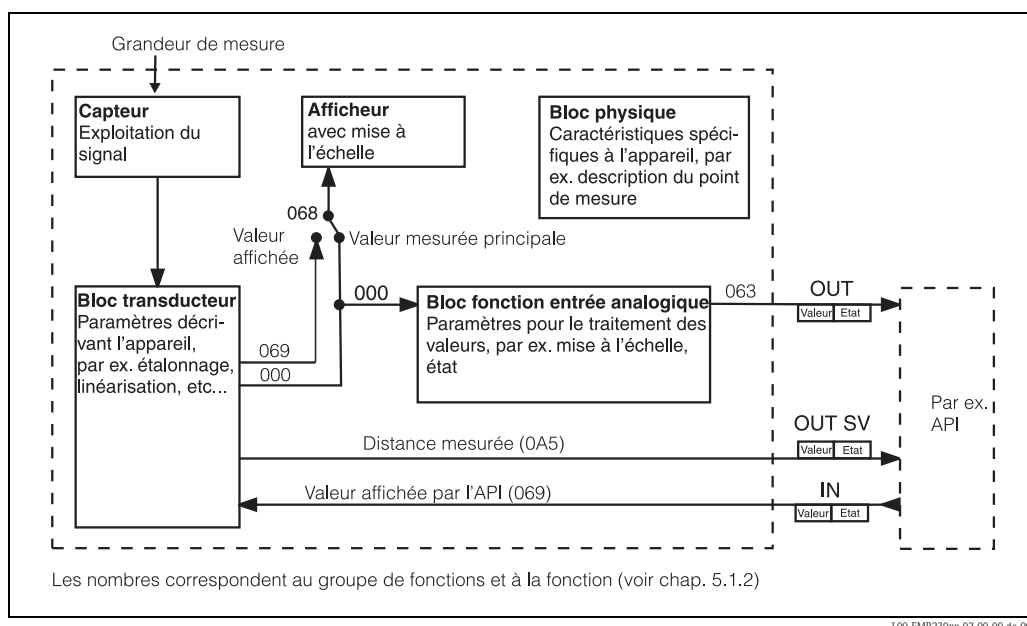 Grandeur de mesure
Capteur
Exploitation du
signal
Afficheur
avec mise à
l'échelle
Bloc physique
Caractéristiques spéci-
fiques à l'appareil, par
ex. description du point
de mesure
068
Valeur
affichée
Valeur mesurée principale
Bloc transducteur
Paramètres décri-
vant l'appareil,
par ex. étalonnage,
linéarisation, etc...
069
000
000
Bloc fonction entrée analogique
Paramètres pour le traitement des
valeurs, par ex. mise à l'échelle,
état
063
OUT
Valeur Etat
Par ex.
API
OUT SV
Valeur Etat
Distance mesurée (0A5)
Valeur affichée par l'API (069)
IN
Valeur Etat
Les nombres correspondent au groupe de fonctions et à la fonction (voir chap. 5.1.2)